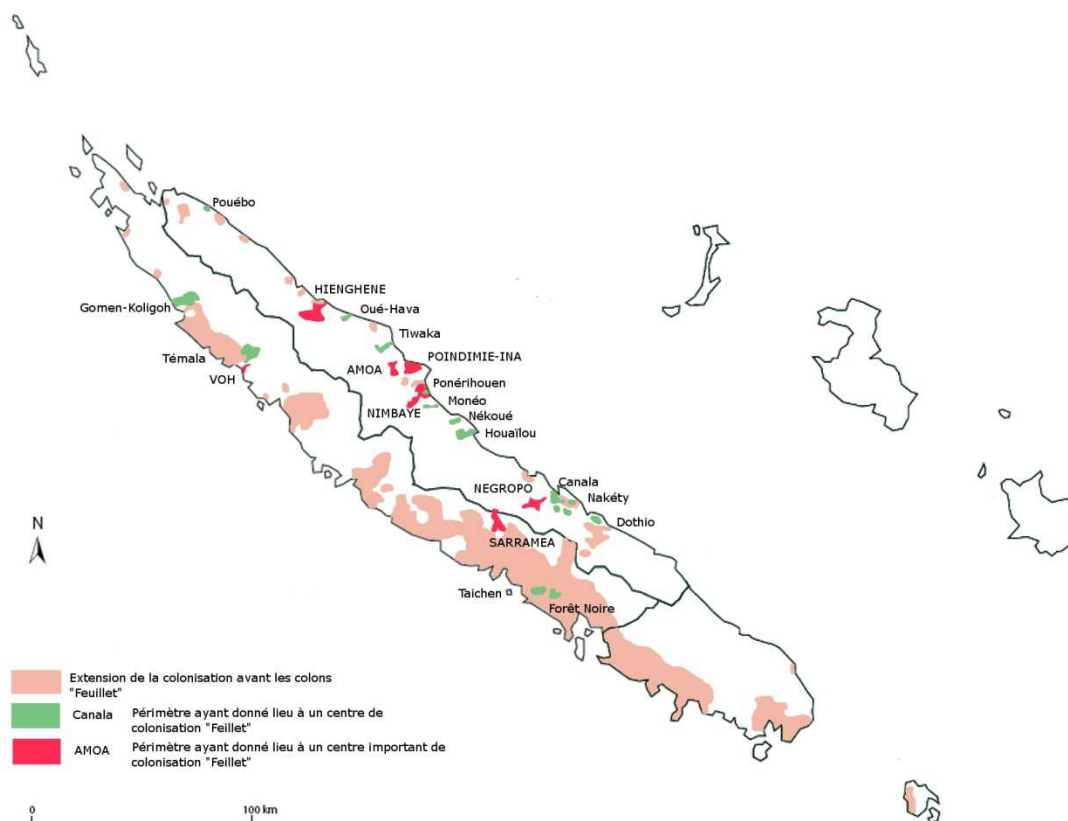 Pouébo
HIENGHENE
Gomen-Koligoh
Oué-Hava
Tiwaka
Témala
POINDIMIE-INA
AMOA
VOH
Ponérihouen
Monéo
NIMBAYE
Nékoué
Houaïlou
NEGROPO
Canala
Nakéty
Dothio
N
SARRAMEA
Taichen
Forêt Noire
Extension de la colonisation avant les colons
"Feuillet"
Canala Périmètre ayant donné lieu à un centre de
colonisation "Feillet"
AMOA Périmètre ayant donné lieu à un centre important de
colonisation "Feillet"
0 100 km